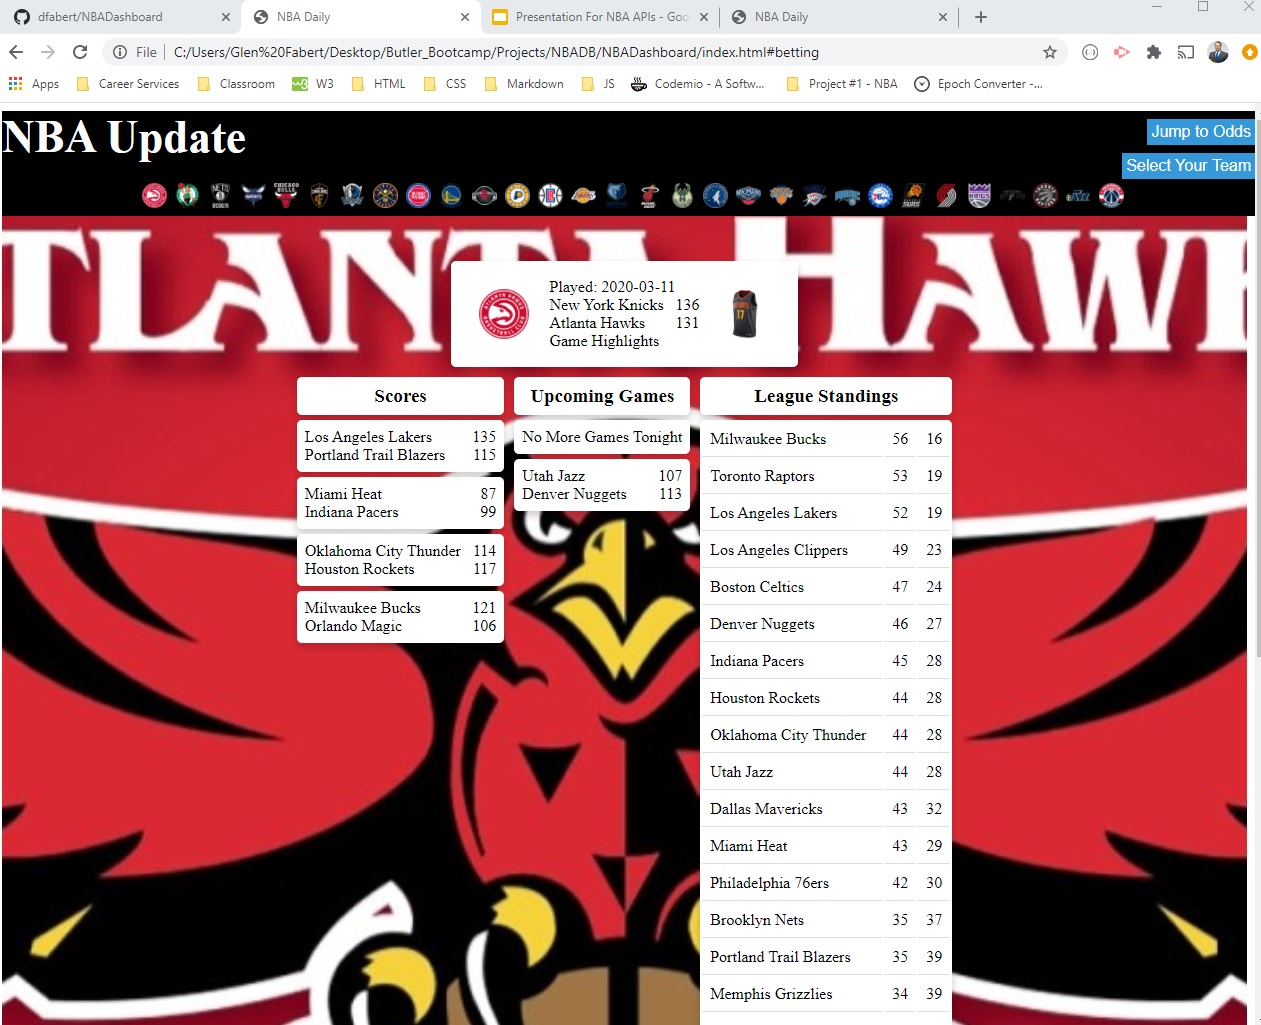 dfabert/NBADashboard
NBA Daily
Presentation For NBA APIs - Goo
NBA Daily
File
C:/Users/Glen%20Fabert/Desktop/Butler_Bootcamp/Projects/NBADB/NBADashboard/index.html#betting
Apps
Career Services
Classroom
W3
HTML
CSS
Markdown
JS
Codemio - A Softw...
Project #1 - NBA
Epoch Converter -...
NBA Update
Jump to Odds
Select Your Team
ATLANTA HAWK
Played: 2020-03-11
New York Knicks 136
Atlanta Hawks 131
Game Highlights
17
Scores
Los Angeles Lakers 135
Portland Trail Blazers 115
Miami Heat 87
Indiana Pacers 99
Oklahoma City Thunder 114
Houston Rockets 117
Milwaukee Bucks 121
Orlando Magic 106
Upcoming Games
No More Games Tonight
Utah Jazz 107
Denver Nuggets 113
League Standings
Milwaukee Bucks 56 16
Toronto Raptors 53 19
Los Angeles Lakers 52 19
Los Angeles Clippers 49 23
Boston Celtics 47 24
Denver Nuggets 46 27
Indiana Pacers 45 28
Houston Rockets 44 28
Oklahoma City Thunder 44 28
Utah Jazz 44 28
Dallas Mavericks 43 32
Miami Heat 43 29
Philadelphia 76ers 42 30
Brooklyn Nets 35 37
Portland Trail Blazers 35 39
Memphis Grizzlies 34 39